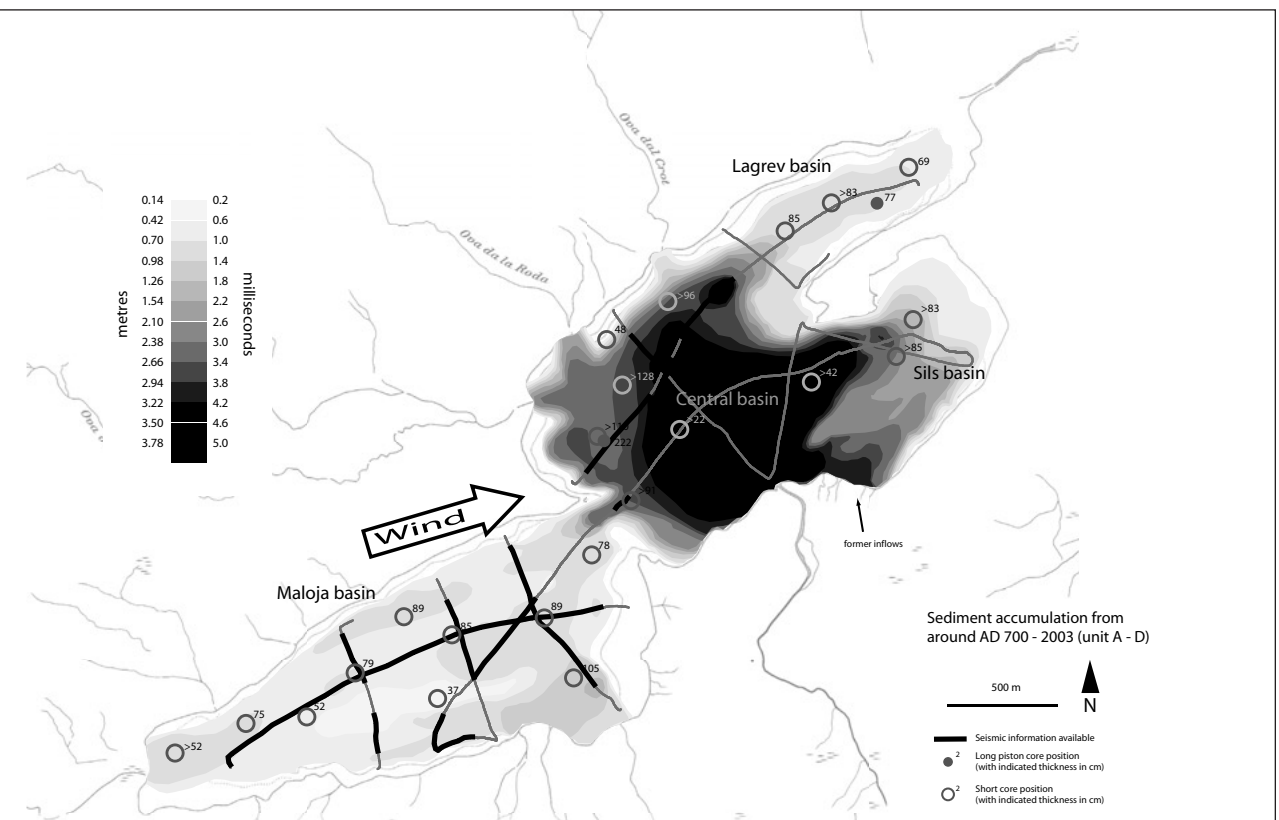 Ova dal Crot
Lagrev basin
69
>83
77
85
Ova da la Roda
0.14 0.2
0.42 0.6
0.70 1.0
0.98 1.4
1.26 1.8
1.54 2.2
2.10 2.6
2.38 3.0
2.66 3.4
2.94 3.8
3.22 4.2
3.50 4.6
3.78 5.0
metres
milliseconds
>96
48
>83
>85
Sils basin
>128
>42
Central basin
>22
222
>91
Wind
former inflows
78
Maloja basin
89
89
85
79
105
37
52
75
>52
Sediment accumulation from
around AD 700 - 2003 (unit A - D)
500 m
N
Seismic information available
2 Long piston core position
(with indicated thickness in cm)
2 Short core position
(with indicated thickness in cm)